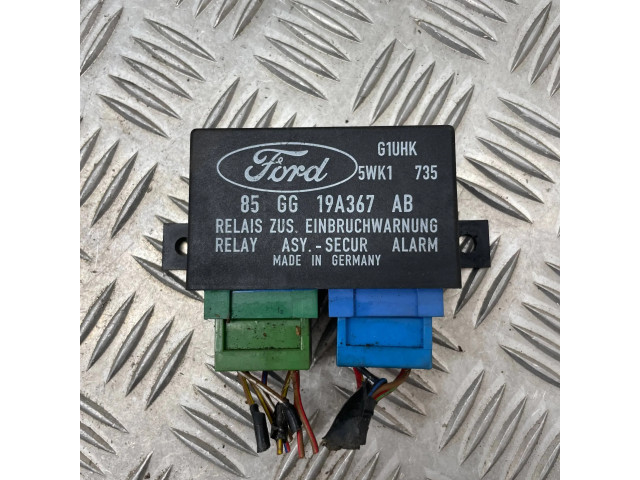 G1UHK
Ford 5WK1 735
85 GG 19A367 AB
RELAIS ZUS. EINBRUCHWARNUNG
RELAY ASY.-SECUR ALARM
MADE IN GERMANY